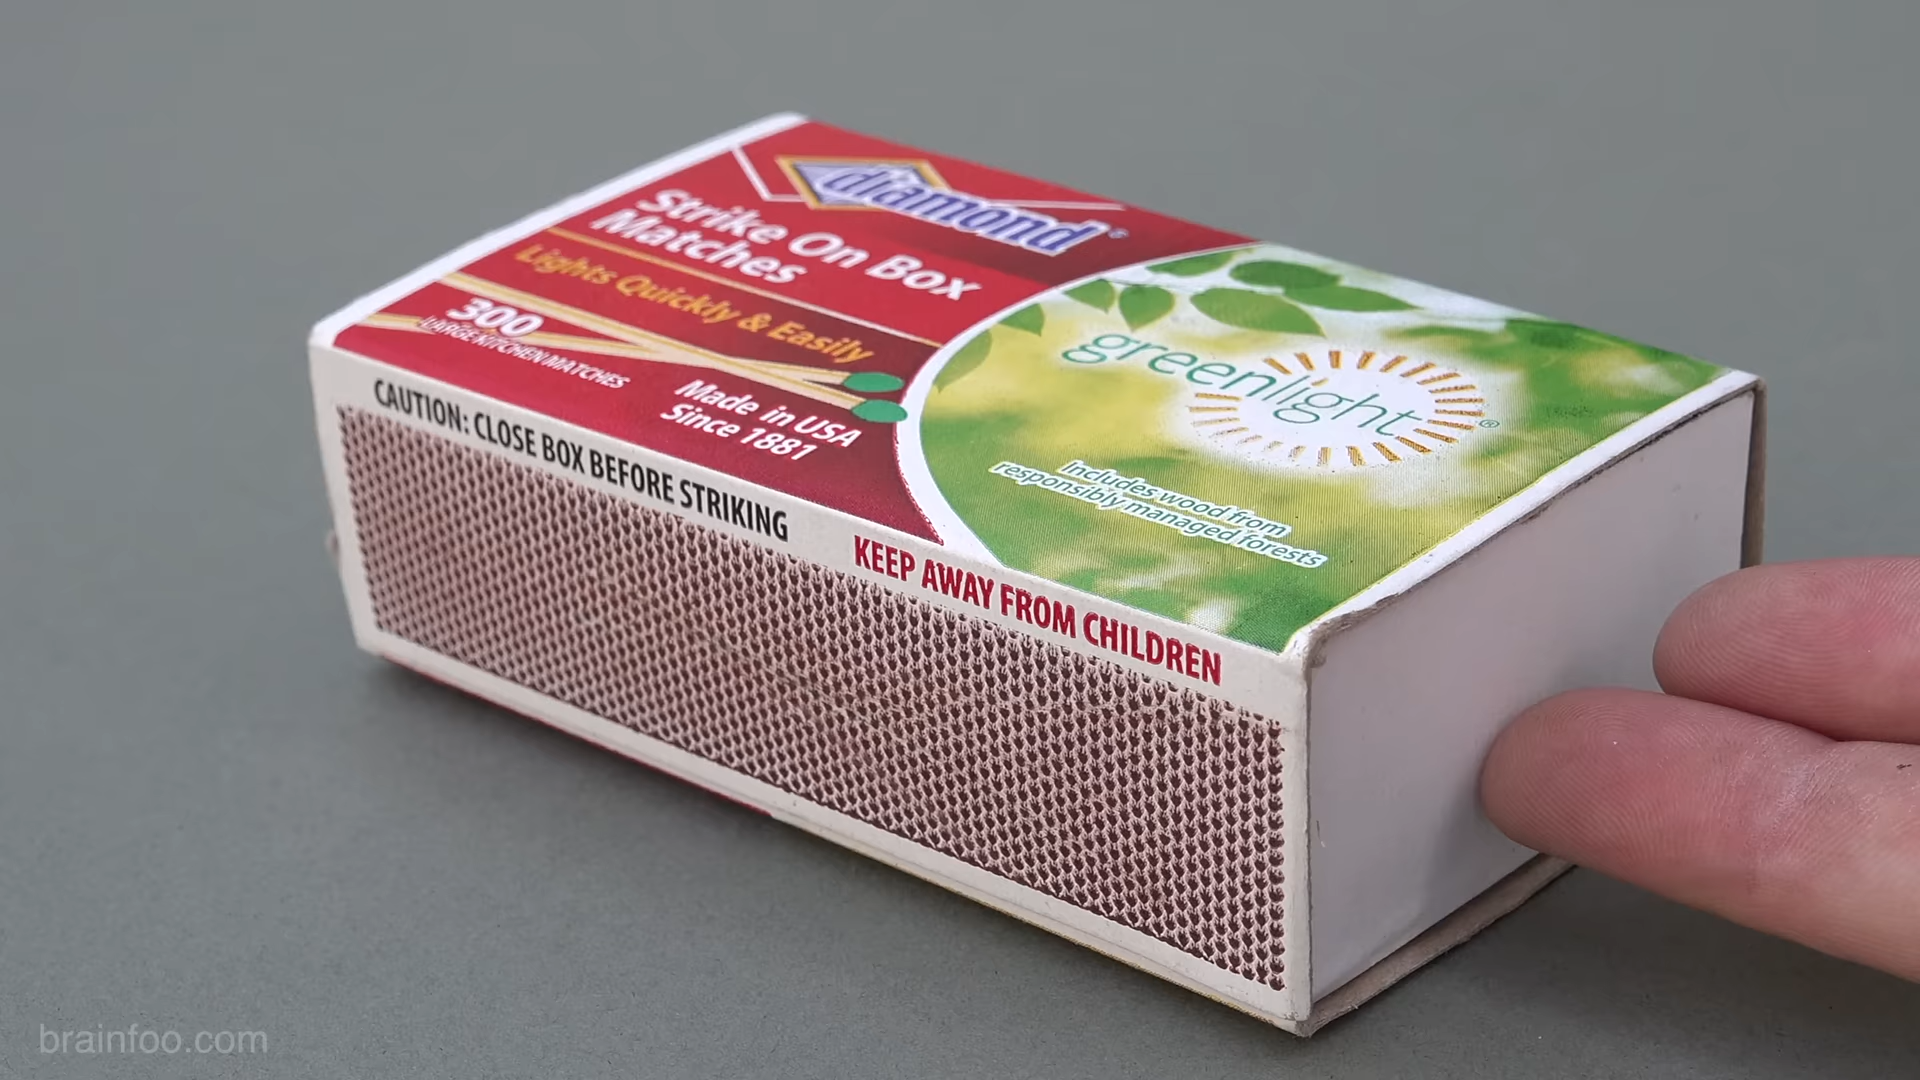 diamond®
Strike On Box
Matches
Lights Quickly & Easily
300
LARGE KITCHEN MATCHES
Made in USA
Since 1881
greenlight®
Includes wood from
responsibly managed forests
CAUTION: CLOSE BOX BEFORE STRIKING
KEEP AWAY FROM CHILDREN
brainfoo.com